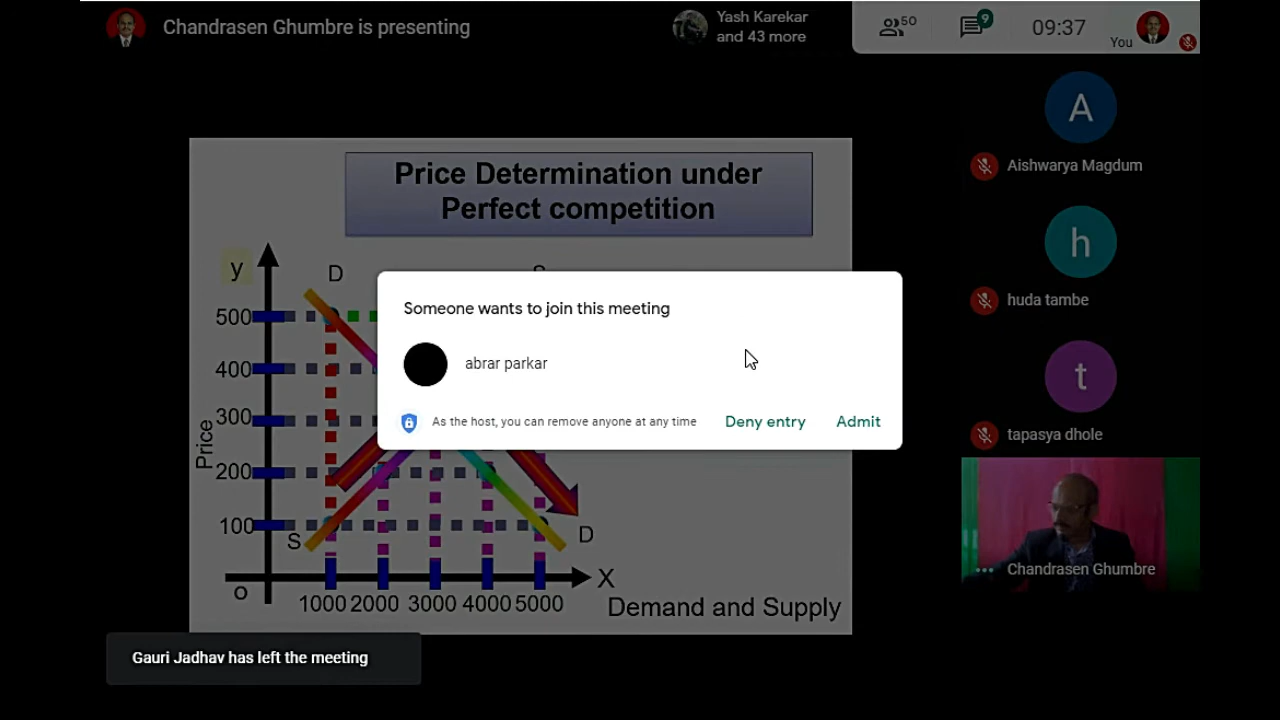 Chandrasen Ghumbre is presenting
Yash Karekar
and 43 more
50
9
09:37
You
A
Aishwarya Magdum
h
huda tambe
t
tapasya dhole
Chandrasen Ghumbre
Price Determination under
Perfect competition
y
D
500
400
300
200
100
Price
S
D
O
X
1000 2000 3000 4000 5000
Demand and Supply
Someone wants to join this meeting
abrar parkar
As the host, you can remove anyone at any time
Deny entry
Admit
Gauri Jadhav has left the meeting